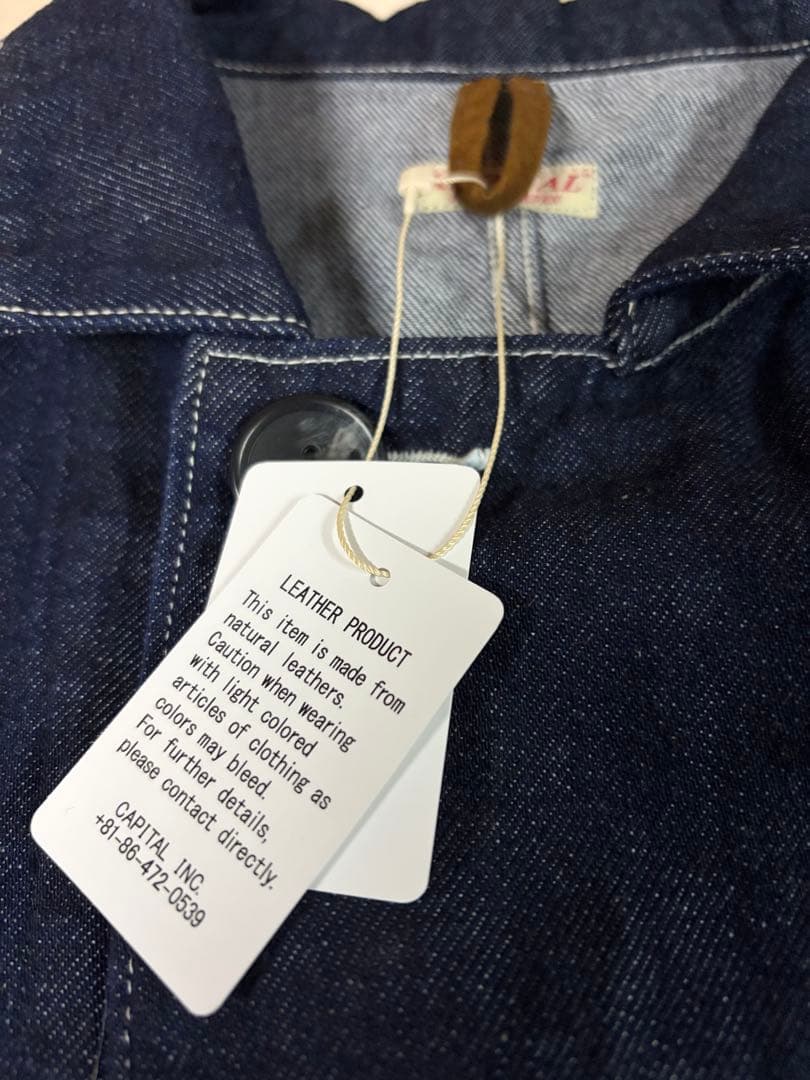 LEATHER PRODUCT
This item is made from
natural leathers.
Caution when wearing
with light colored
articles of clothing as
colors may bleed.
For further details,
please contact directly.
CAPITAL INC.
+81-86-472-0539